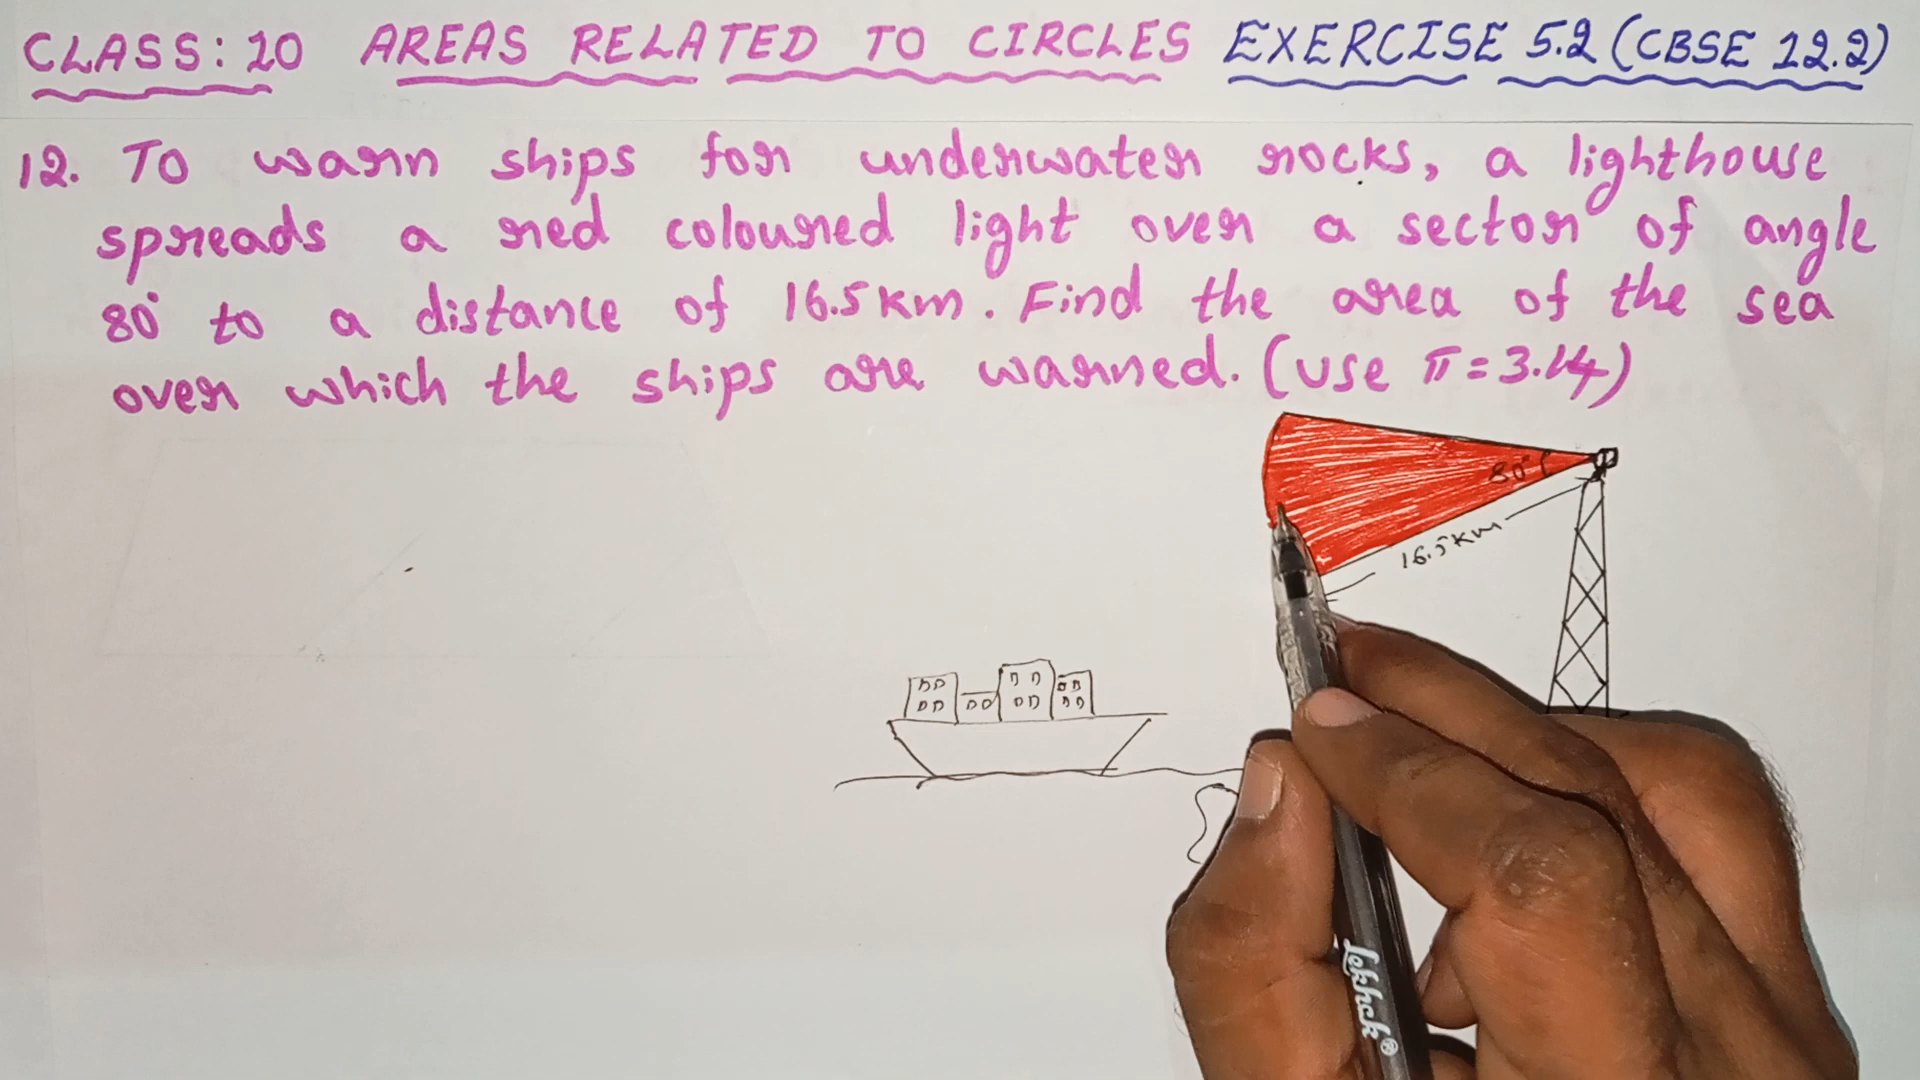 CLASS: 10 AREAS RELATED TO CIRCLES EXERCISE 5.2 (CBSE 12.2)
12. To warn ships for underwater rocks, a lighthouse
spreads a red coloured light over a sector of angle
80° to a distance of 16.5 km. Find the area of the sea
over which the ships are warned. (Use π = 3.14)
80°
16.5 km
Lekhak®